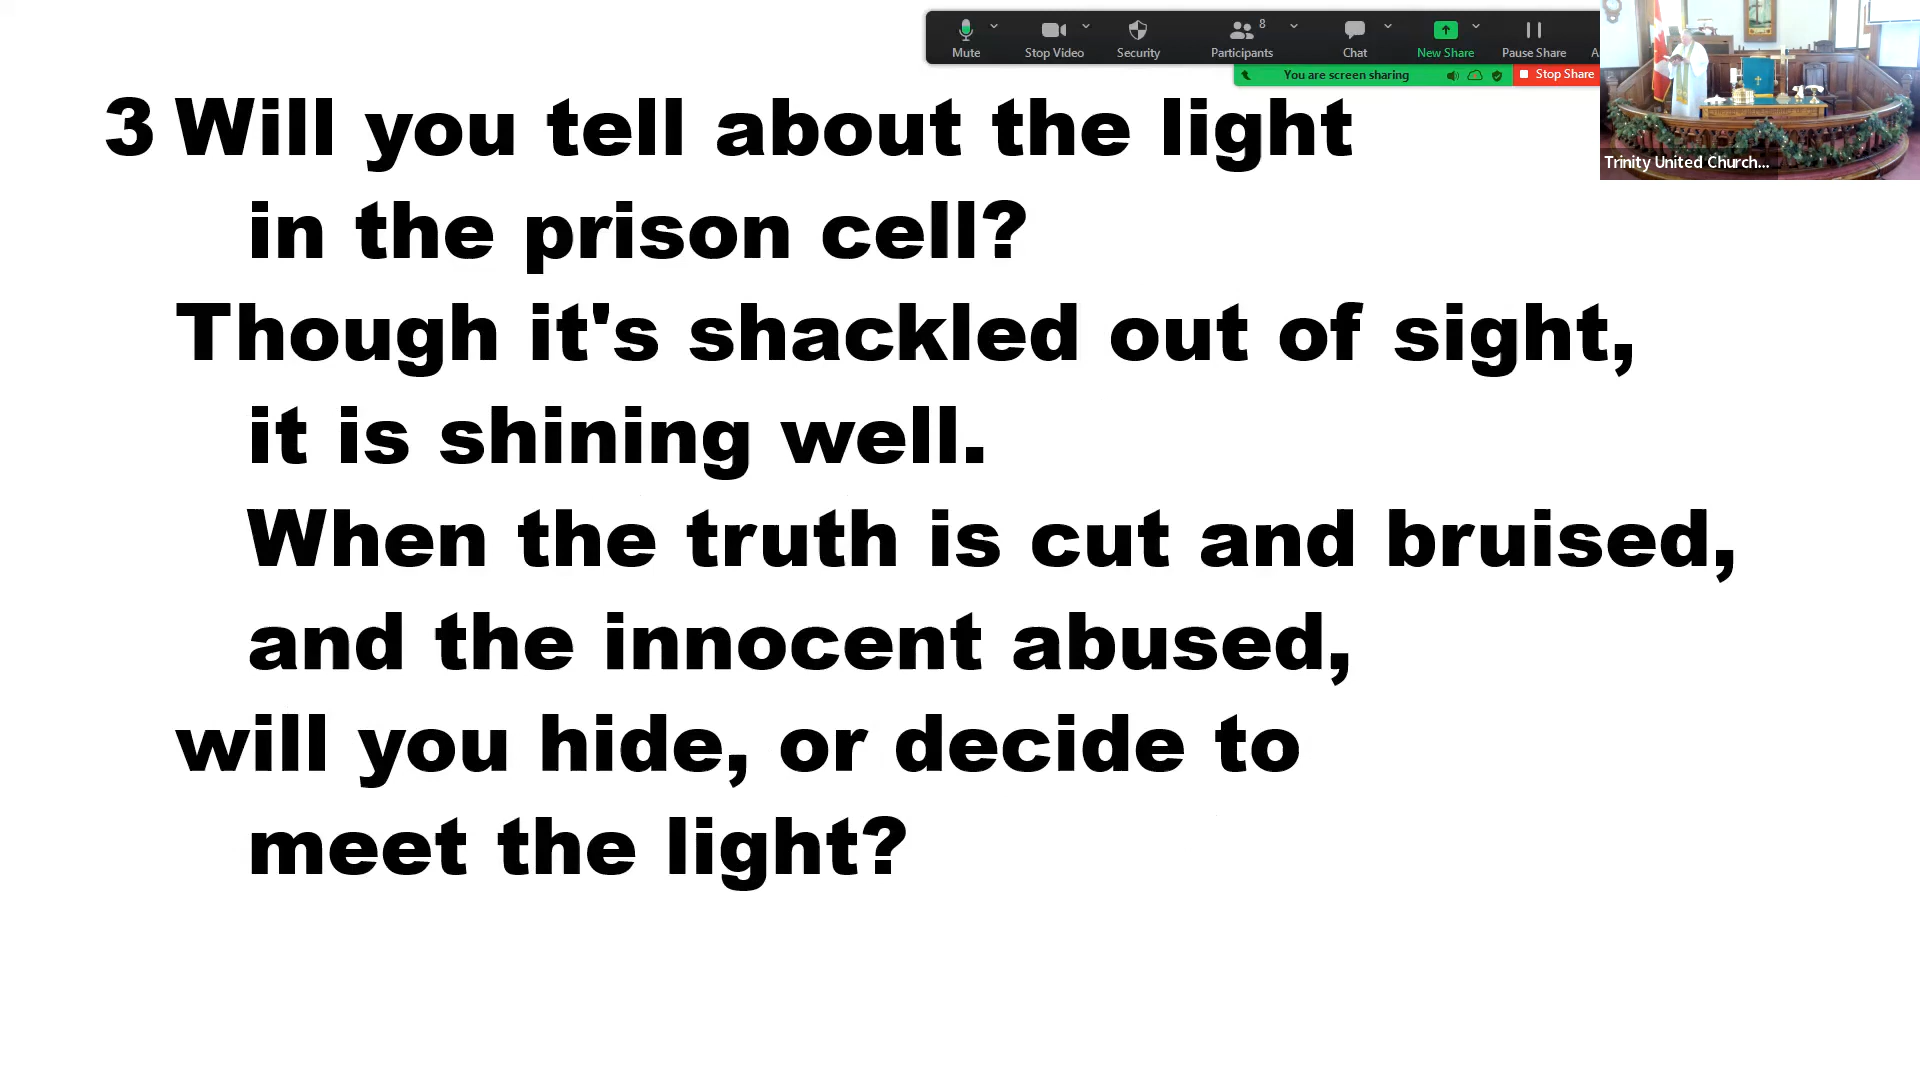 Mute
Stop Video
Security
Participants
8
Chat
New Share
Pause Share
You are screen sharing
Stop Share
Trinity United Church...
3 Will you tell about the light
in the prison cell?
Though it's shackled out of sight,
it is shining well.
When the truth is cut and bruised,
and the innocent abused,
will you hide, or decide to
meet the light?